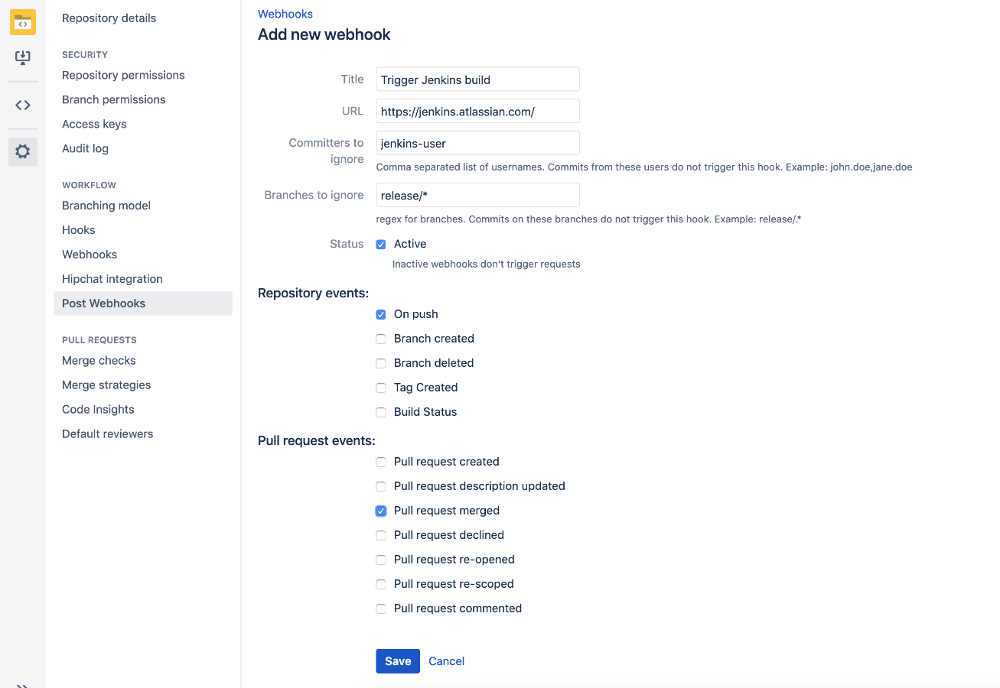 Repository details
SECURITY
Repository permissions
Branch permissions
Access keys
Audit log
WORKFLOW
Branching model
Hooks
Webhooks
Hipchat integration
Post Webhooks
PULL REQUESTS
Merge checks
Merge strategies
Code Insights
Default reviewers
Webhooks
Add new webhook
Title
Trigger Jenkins build
URL
https://jenkins.atlassian.com/
Committers to
ignore
jenkins-user
Comma separated list of usernames. Commits from these users do not trigger this hook. Example: john.doe,jane.doe
Branches to ignore
release/*
regex for branches. Commits on these branches do not trigger this hook. Example: release/.*
Status
Active
Inactive webhooks don't trigger requests
Repository events:
On push
Branch created
Branch deleted
Tag Created
Build Status
Pull request events:
Pull request created
Pull request description updated
Pull request merged
Pull request declined
Pull request re-opened
Pull request re-scoped
Pull request commented
Save
Cancel